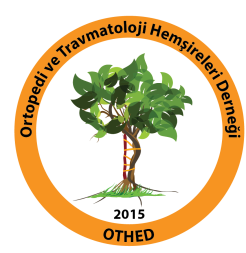 Ortopedi ve Travmatoloji Hemşireleri Derneği
2015
OTHED